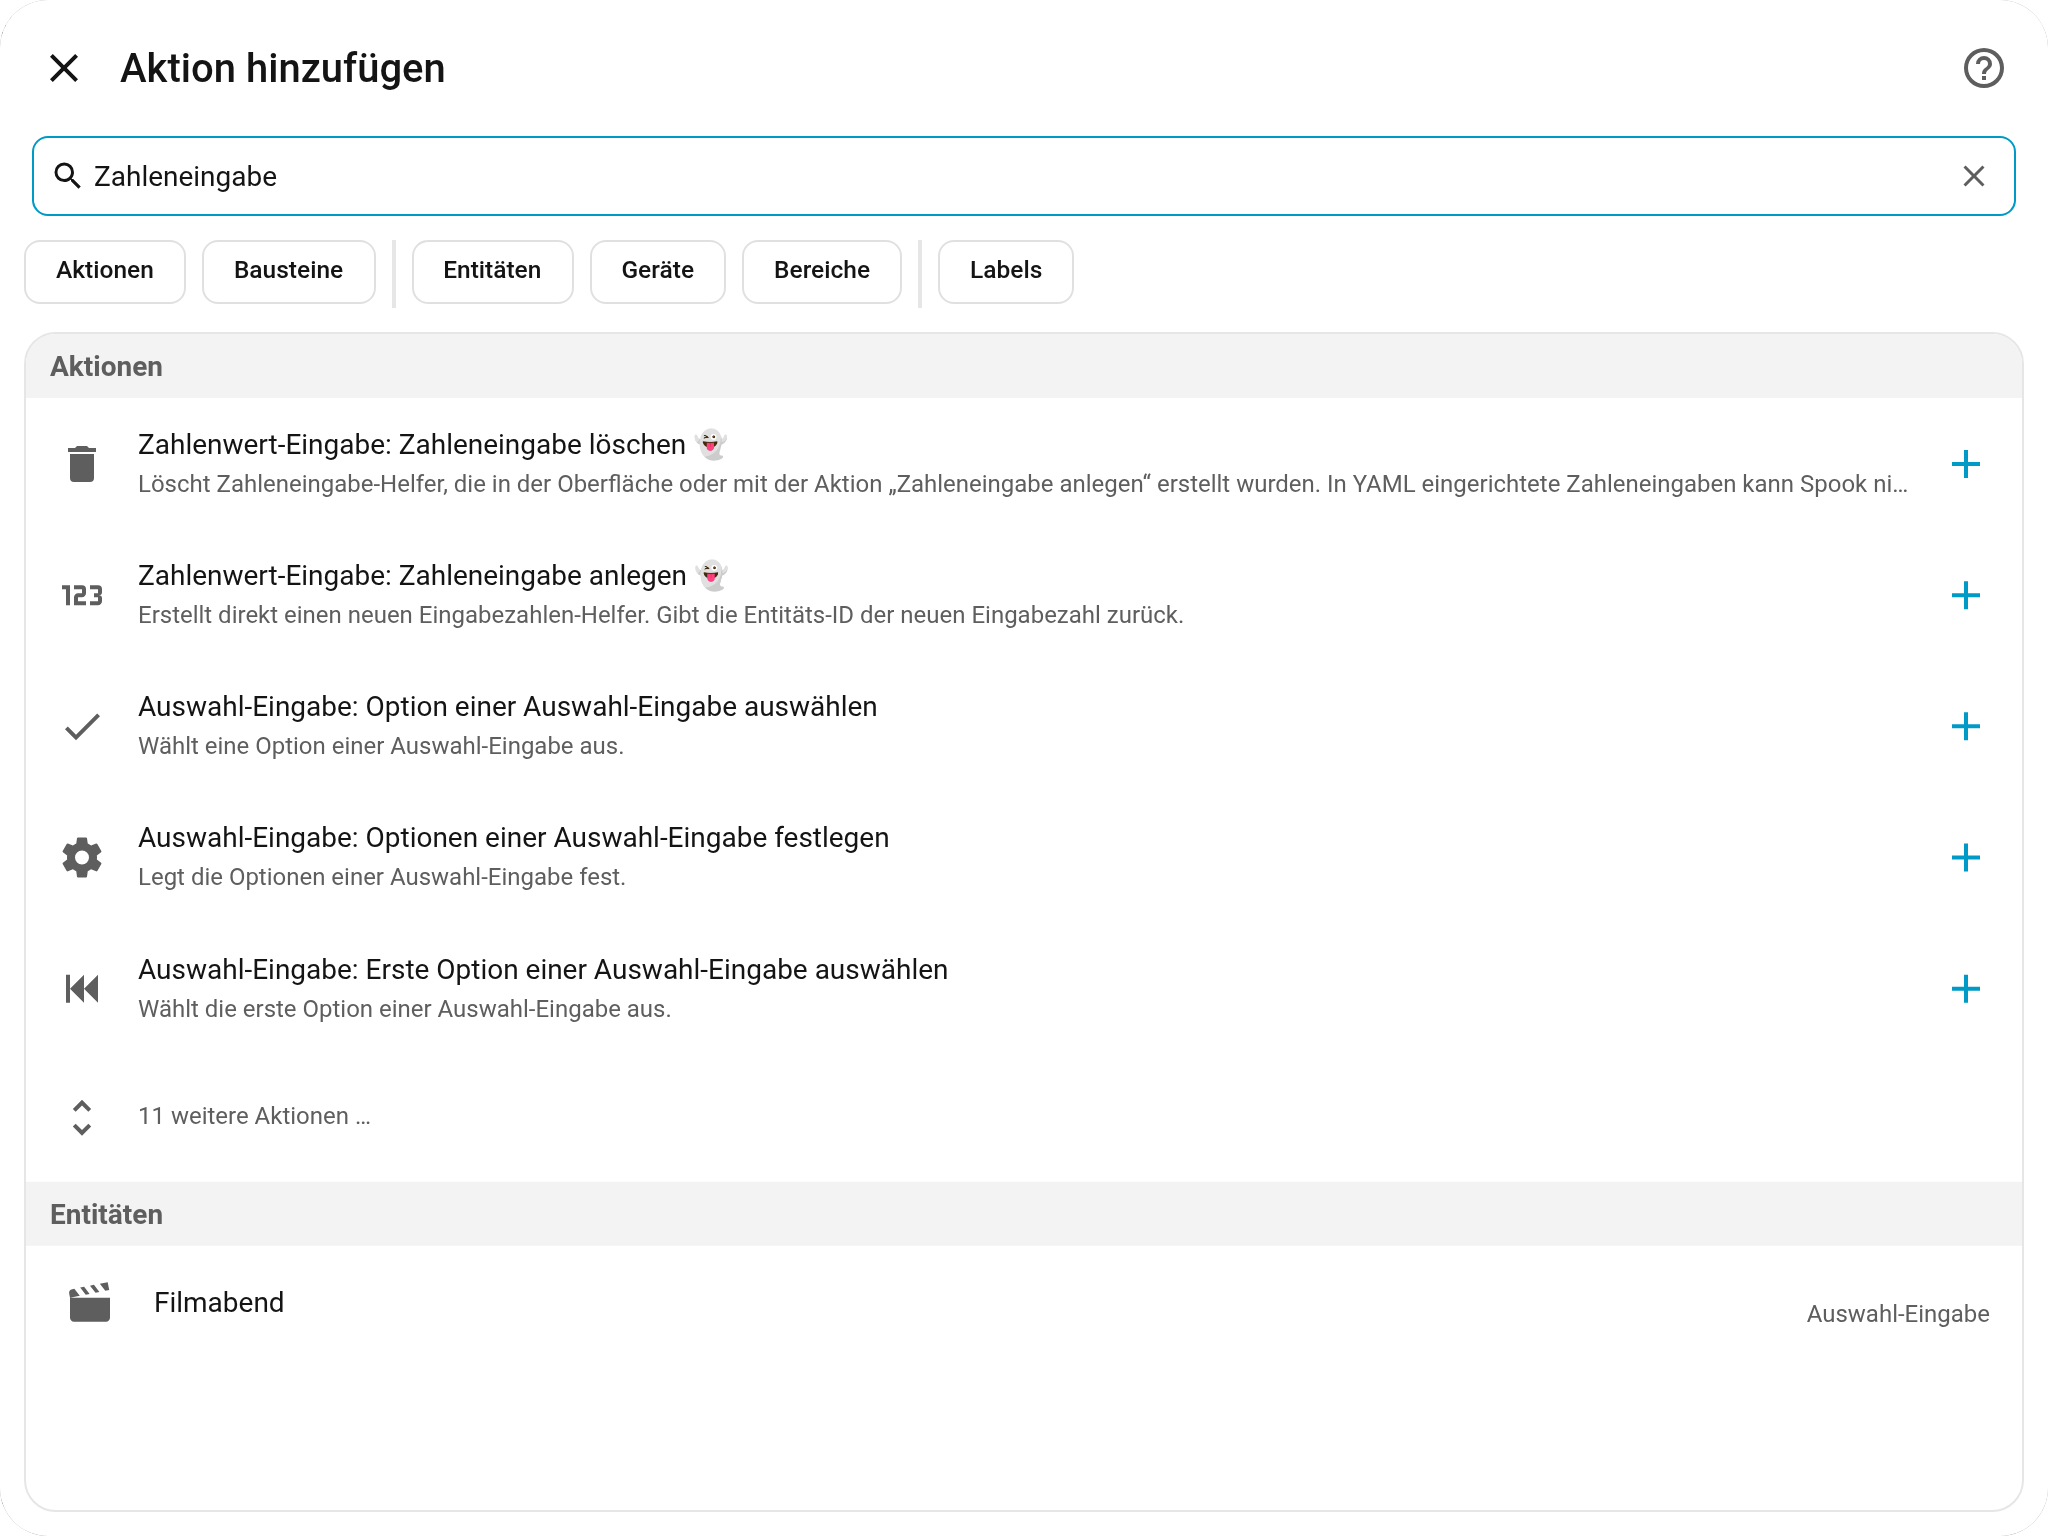 Aktion hinzufügen
Zahleneingabe
Aktionen
Bausteine
Entitäten
Geräte
Bereiche
Labels
Aktionen
Zahlenwert-Eingabe: Zahleneingabe löschen 👻
Löscht Zahleneingabe-Helfer, die in der Oberfläche oder mit der Aktion „Zahleneingabe anlegen“ erstellt wurden. In YAML eingerichtete Zahleneingaben kann Spook ni…
123
Zahlenwert-Eingabe: Zahleneingabe anlegen 👻
Erstellt direkt einen neuen Eingabezahlen-Helfer. Gibt die Entitäts-ID der neuen Eingabezahl zurück.
Auswahl-Eingabe: Option einer Auswahl-Eingabe auswählen
Wählt eine Option einer Auswahl-Eingabe aus.
Auswahl-Eingabe: Optionen einer Auswahl-Eingabe festlegen
Legt die Optionen einer Auswahl-Eingabe fest.
Auswahl-Eingabe: Erste Option einer Auswahl-Eingabe auswählen
Wählt die erste Option einer Auswahl-Eingabe aus.
11 weitere Aktionen …
Entitäten
Filmabend
Auswahl-Eingabe